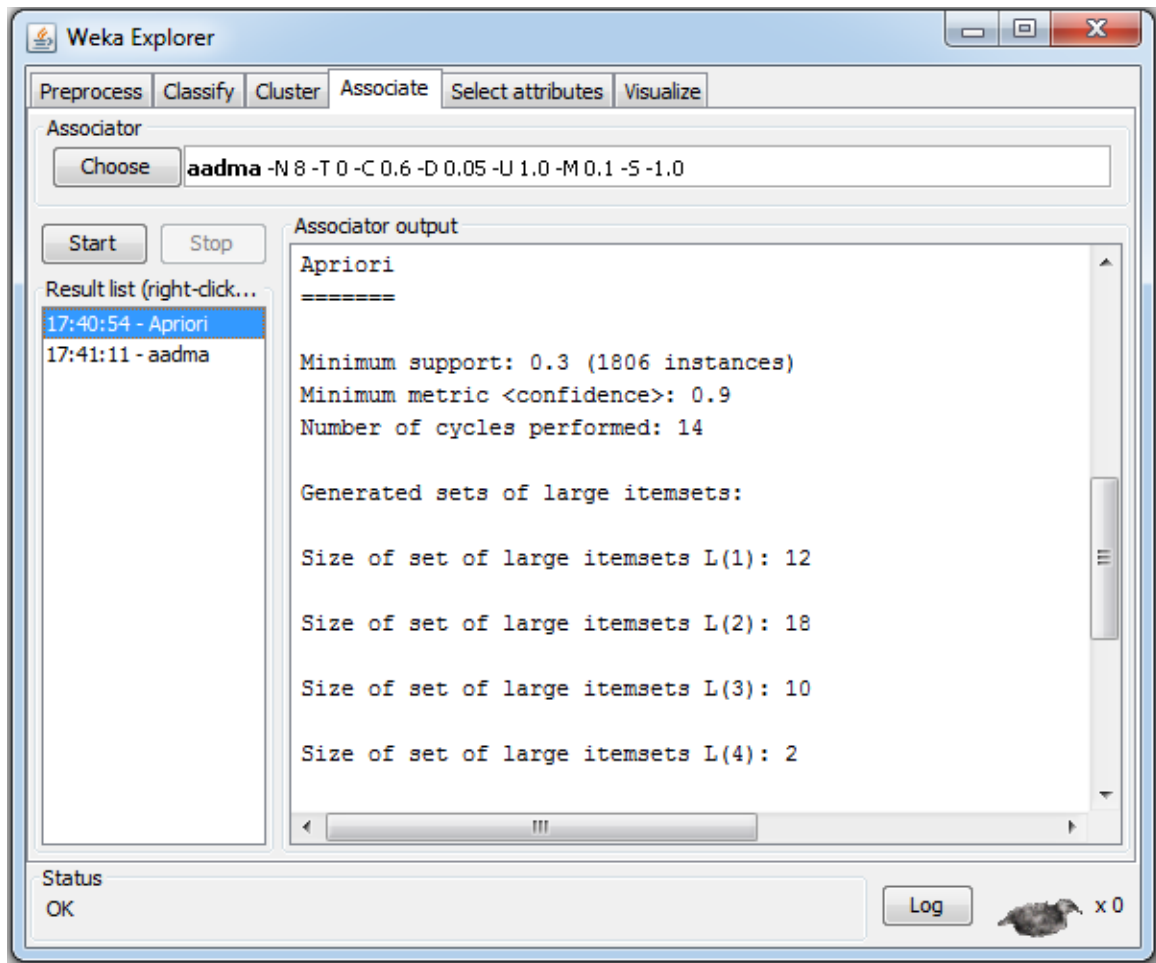 Weka Explorer
Preprocess Classify Cluster Associate Select attributes Visualize
Associator
Choose aadma -N 8 -T 0 -C 0.6 -D 0.05 -U 1.0 -M 0.1 -S -1.0
Start Stop
Result list (right-click...
17:40:54 - Apriori
17:41:11 - aadma
Associator output
Apriori
=======
Minimum support: 0.3 (1806 instances)
Minimum metric <confidence>: 0.9
Number of cycles performed: 14
Generated sets of large itemsets:
Size of set of large itemsets L(1): 12
Size of set of large itemsets L(2): 18
Size of set of large itemsets L(3): 10
Size of set of large itemsets L(4): 2
Status
OK
Log
x 0